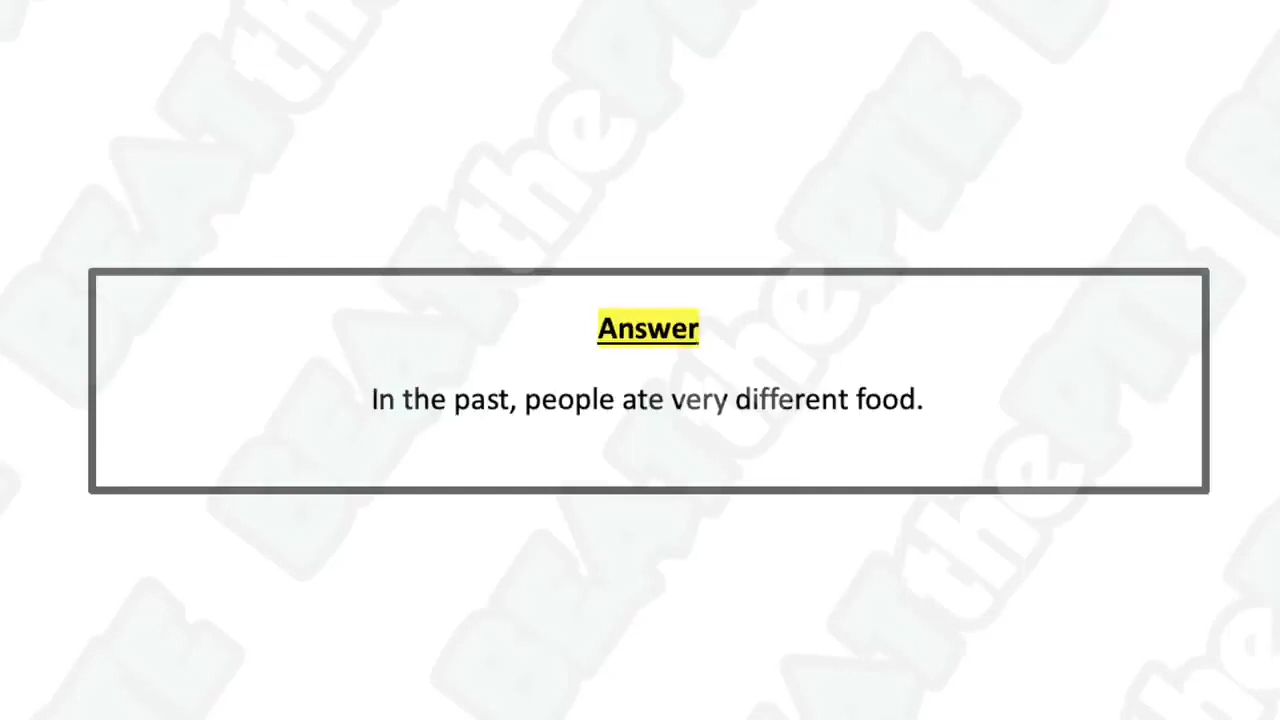 Answer
In the past, people ate very different food.